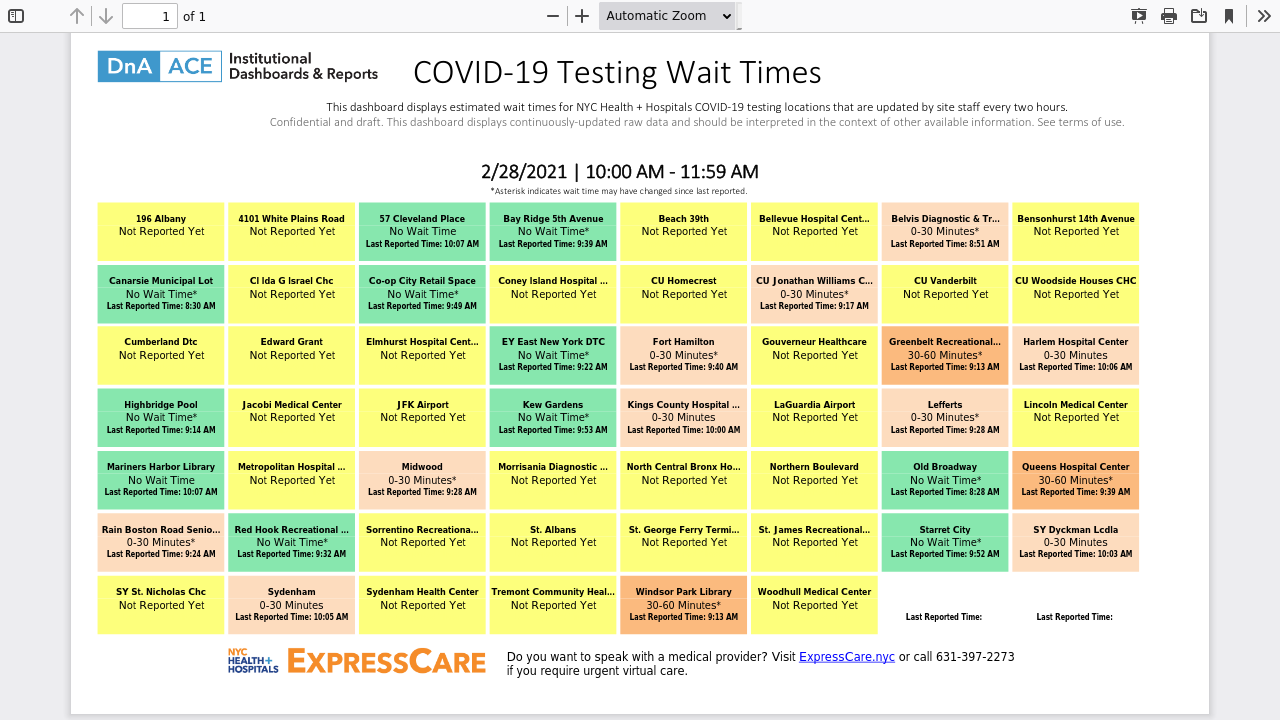 1 of 1
Automatic Zoom
DnA ACE Institutional
Dashboards & Reports
COVID-19 Testing Wait Times
This dashboard displays estimated wait times for NYC Health + Hospitals COVID-19 testing locations that are updated by site staff every two hours.
Confidential and draft. This dashboard displays continuously-updated raw data and should be interpreted in the context of other available information. See terms of use.
2/28/2021 | 10:00 AM - 11:59 AM
*Asterisk indicates wait time may have changed since last reported.
196 Albany
Not Reported Yet
4101 White Plains Road
Not Reported Yet
57 Cleveland Place
No Wait Time
Last Reported Time: 10:07 AM
Bay Ridge 5th Avenue
No Wait Time*
Last Reported Time: 9:39 AM
Beach 39th
Not Reported Yet
Bellevue Hospital Cent...
Not Reported Yet
Belvis Diagnostic & Tr...
0-30 Minutes*
Last Reported Time: 8:51 AM
Bensonhurst 14th Avenue
Not Reported Yet
Canarsie Municipal Lot
No Wait Time*
Last Reported Time: 8:30 AM
Cl Ida G Israel Chc
Not Reported Yet
Co-op City Retail Space
No Wait Time*
Last Reported Time: 9:49 AM
Coney Island Hospital ...
Not Reported Yet
CU Homecrest
Not Reported Yet
CU Jonathan Williams C...
0-30 Minutes*
Last Reported Time: 9:17 AM
CU Vanderbilt
Not Reported Yet
CU Woodside Houses CHC
Not Reported Yet
Cumberland Dtc
Not Reported Yet
Edward Grant
Not Reported Yet
Elmhurst Hospital Cent...
Not Reported Yet
EY East New York DTC
No Wait Time*
Last Reported Time: 9:22 AM
Fort Hamilton
0-30 Minutes*
Last Reported Time: 9:40 AM
Gouverneur Healthcare
Not Reported Yet
Greenbelt Recreational...
30-60 Minutes*
Last Reported Time: 9:13 AM
Harlem Hospital Center
0-30 Minutes
Last Reported Time: 10:06 AM
Highbridge Pool
No Wait Time*
Last Reported Time: 9:14 AM
Jacobi Medical Center
Not Reported Yet
JFK Airport
Not Reported Yet
Kew Gardens
No Wait Time*
Last Reported Time: 9:53 AM
Kings County Hospital ...
0-30 Minutes
Last Reported Time: 10:00 AM
LaGuardia Airport
Not Reported Yet
Lefferts
0-30 Minutes*
Last Reported Time: 9:28 AM
Lincoln Medical Center
Not Reported Yet
Mariners Harbor Library
No Wait Time
Last Reported Time: 10:07 AM
Metropolitan Hospital ...
Not Reported Yet
Midwood
0-30 Minutes*
Last Reported Time: 9:28 AM
Morrisania Diagnostic ...
Not Reported Yet
North Central Bronx Ho...
Not Reported Yet
Northern Boulevard
Not Reported Yet
Old Broadway
No Wait Time*
Last Reported Time: 8:28 AM
Queens Hospital Center
30-60 Minutes*
Last Reported Time: 9:39 AM
Rain Boston Road Senio...
0-30 Minutes*
Last Reported Time: 9:24 AM
Red Hook Recreational ...
No Wait Time*
Last Reported Time: 9:32 AM
Sorrentino Recreationa...
Not Reported Yet
St. Albans
Not Reported Yet
St. George Ferry Termi...
Not Reported Yet
St. James Recreational...
Not Reported Yet
Starret City
No Wait Time*
Last Reported Time: 9:52 AM
SY Dyckman Lcdla
0-30 Minutes
Last Reported Time: 10:03 AM
SY St. Nicholas Chc
Not Reported Yet
Sydenham
0-30 Minutes
Last Reported Time: 10:05 AM
Sydenham Health Center
Not Reported Yet
Tremont Community Heal...
Not Reported Yet
Windsor Park Library
30-60 Minutes*
Last Reported Time: 9:13 AM
Woodhull Medical Center
Not Reported Yet
Last Reported Time:
Last Reported Time:
NYC
HEALTH+
HOSPITALS
EXPRESSCARE
Do you want to speak with a medical provider? Visit ExpressCare.nyc or call 631-397-2273
if you require urgent virtual care.